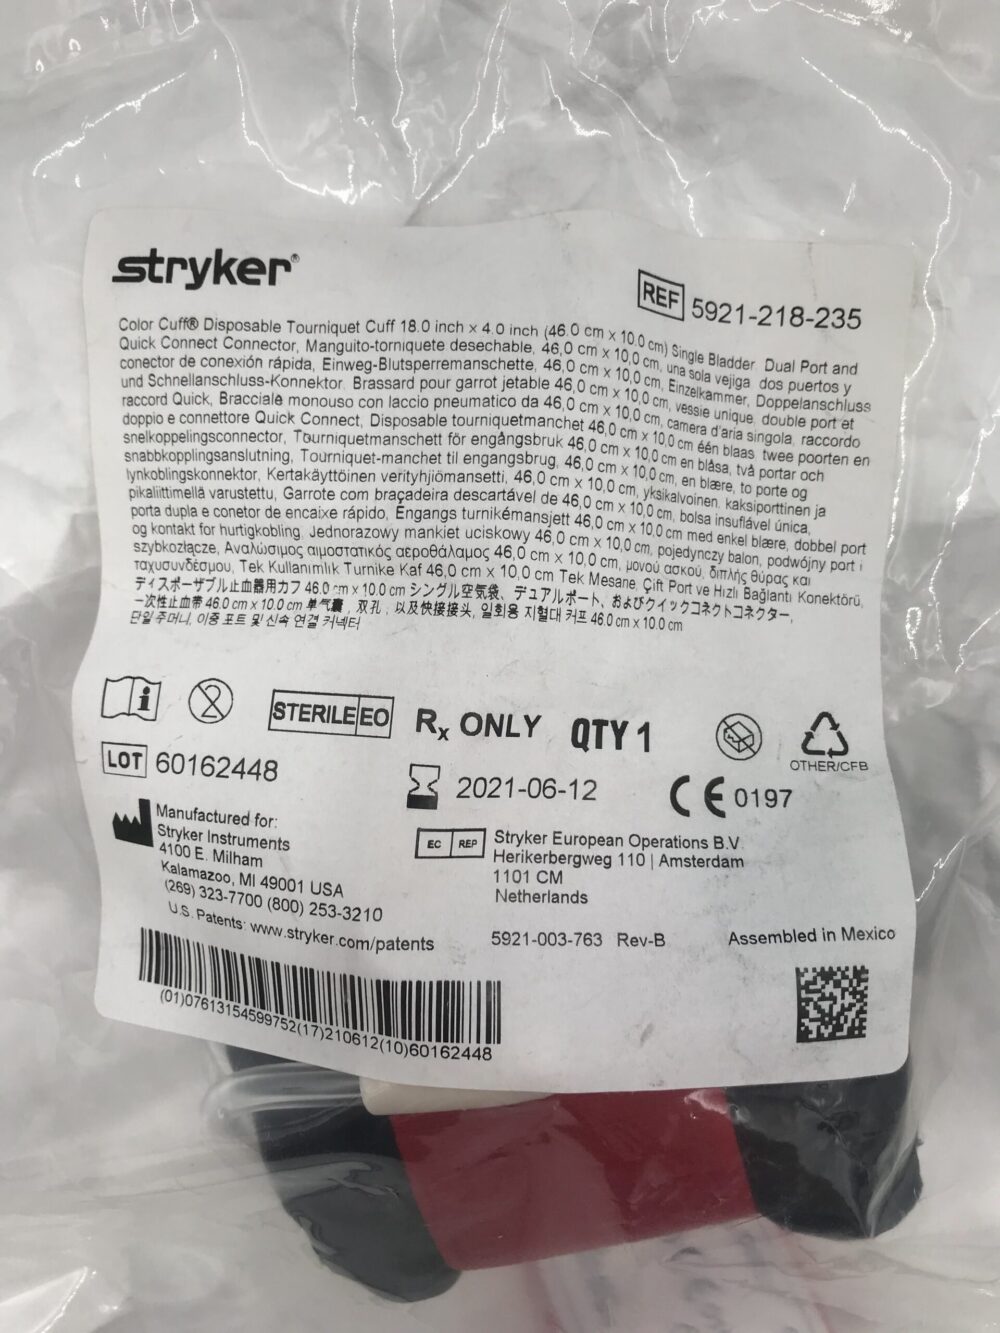 stryker®
REF 5921-218-235
Color Cuff® Disposable Tourniquet Cuff 18.0 inch × 4.0 inch (46.0 cm × 10.0 cm) Single Bladder Dual Port and
Quick Connect Connector, Manguito-torniquete desechable, 46,0 cm x 10,0 cm, una sola vejiga dos puertos y
conector de conexión rápida, Einweg-Blutsperremanschette, 46,0 cm x 10,0 cm, Einzelkammer, Doppelanschluss
und Schnellanschluss-Konnektor. Brassard pour garrot jetable 46,0 cm x 10,0 cm, vessie unique, double port et
raccord Quick, Bracciale monouso con laccio pneumatico da 46,0 cm x 10,0 cm, camera d'aria singola, raccordo
doppio e connettore Quick Connect, Disposable tourniquetmanchet 46,0 cm x 10.0 cm één blaas, twee poorten en
snelkoppelingsconnector, Tourniquetmanschett för engångsbruk 46,0 cm x 10,0 cm en blåsa, två portar och
snabbkopplingsanslutning, Tourniquet-manchet til engangsbrug, 46,0 cm x 10,0 cm, en blære, to porte og
lynkoblingskonnektor, Kertakäyttöinen verityhjiömansetti, 46,0 cm x 10,0 cm, yksikalvoinen, kaksiporttinen ja
pikaliittimellä varustettu, Garrote com braçadeira descartável de 46,0 cm x 10,0 cm, bolsa insuflável única,
porta dupla e conetor de encaixe rápido, Engangs turnikémansjett 46,0 cm x 10,0 cm med enkel blære, dobbel port
og kontakt for hurtigkobling, Jednorazowy mankiet uciskowy 46,0 cm x 10,0 cm, pojedynczy balon, podwójny port i
szybkozłącze, Αναλώσιμος αιμοστατικός αεροθάλαμος 46,0 cm x 10,0 cm, μονού ασκού, διπλής θύρας και
ταχυσυνδέσμου, Tek Kullanımlık Turnike Kaf 46,0 cm x 10,0 cm Tek Mesane, Çift Port ve Hızlı Bağlantı Konektörü,
ディスポーザブル止血器用カフ 46.0 cm x 10.0 cm シングル空気袋、デュアルポート、およびクイックコネクトコネクター,
一次性止血带 46.0 cm x 10.0 cm 单气囊, 双孔, 以及快接接头, 일회용 지혈대 커프 46.0 cm x 10.0 cm
단일 주머니, 이중 포트 및 신속 연결 커넥터
STERILE EO Rx ONLY QTY 1
OTHER/CFB
LOT 60162448
2021-06-12
CE 0197
Manufactured for:
Stryker Instruments
4100 E. Milham
Kalamazoo, MI 49001 USA
(269) 323-7700 (800) 253-3210
U.S. Patents: www.stryker.com/patents
EC REP Stryker European Operations B.V.
Herikerbergweg 110 | Amsterdam
1101 CM
Netherlands
5921-003-763 Rev-B
Assembled in Mexico
(01)07613154599752(17)210612(10)60162448